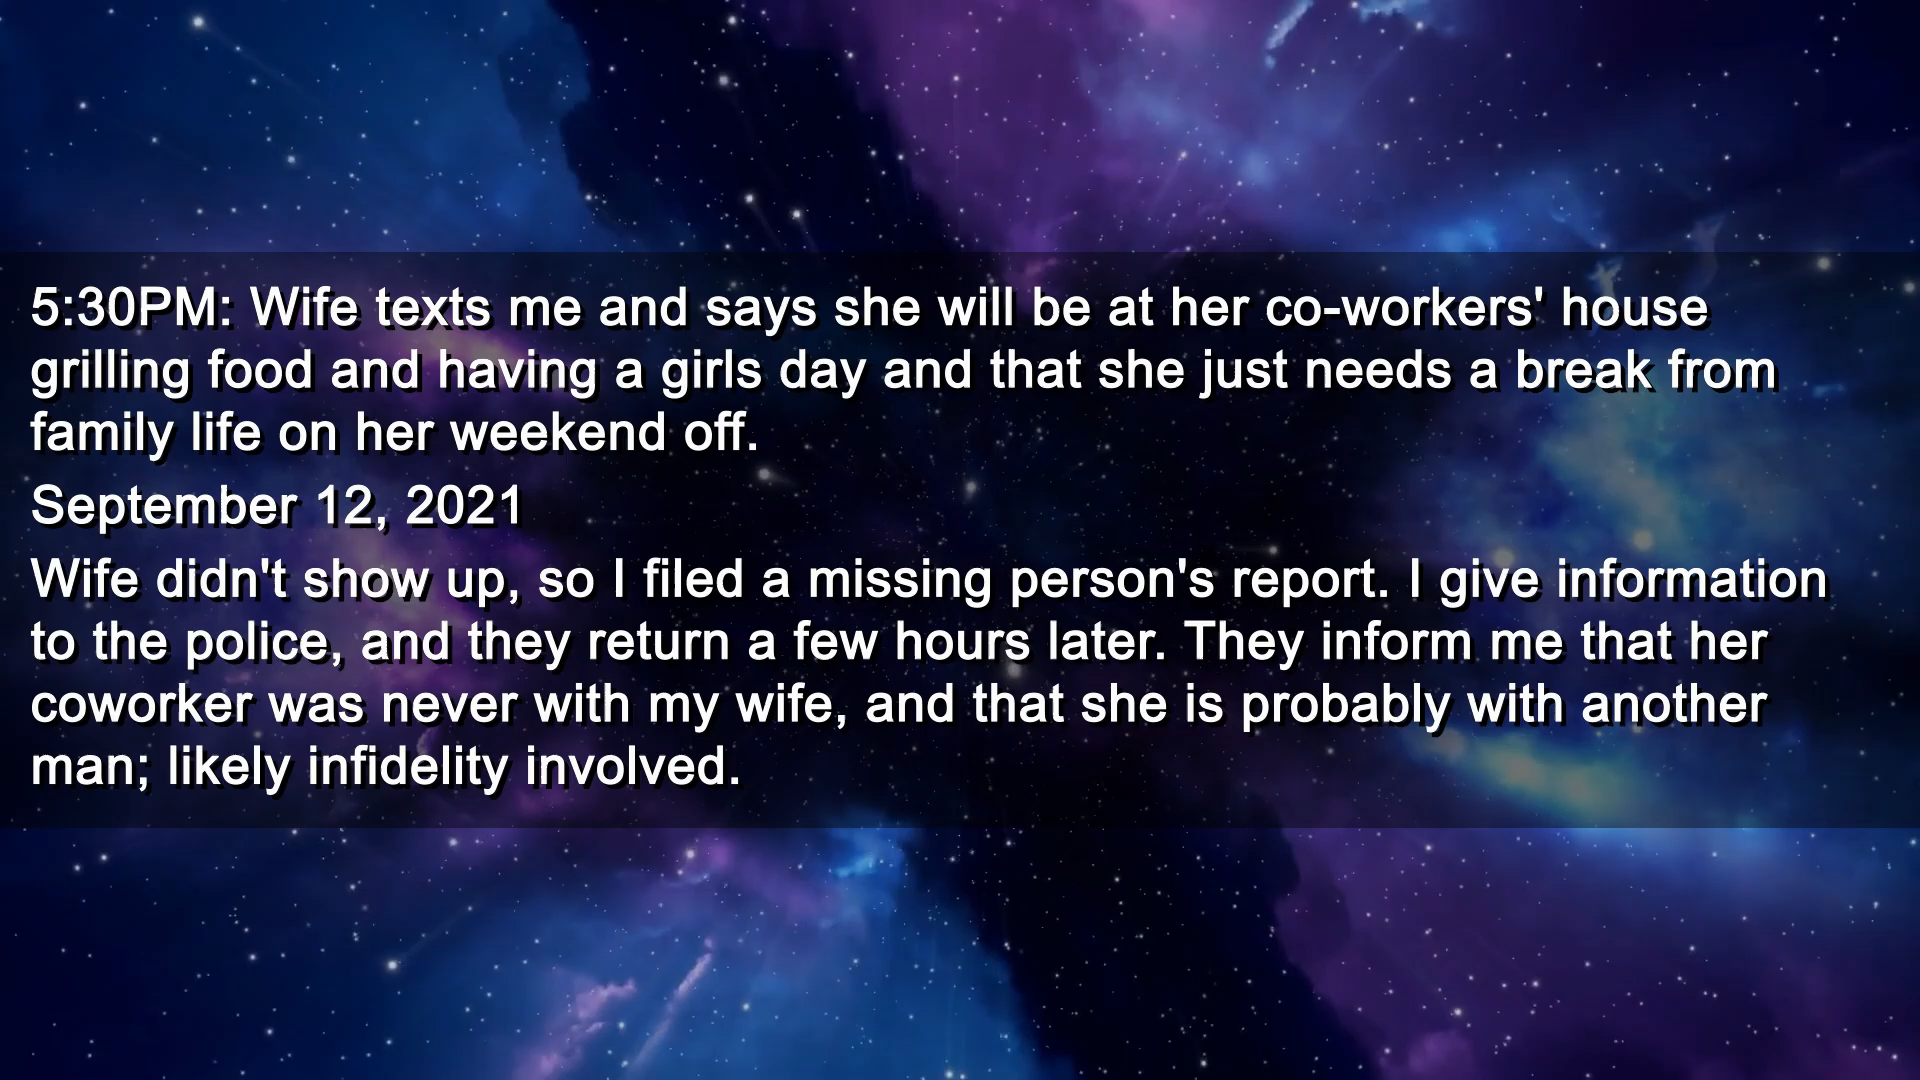 5:30PM: Wife texts me and says she will be at her co-workers' house
grilling food and having a girls day and that she just needs a break from
family life on her weekend off.
September 12, 2021
Wife didn't show up, so I filed a missing person's report. I give information
to the police, and they return a few hours later. They inform me that her
coworker was never with my wife, and that she is probably with another
man; likely infidelity involved.